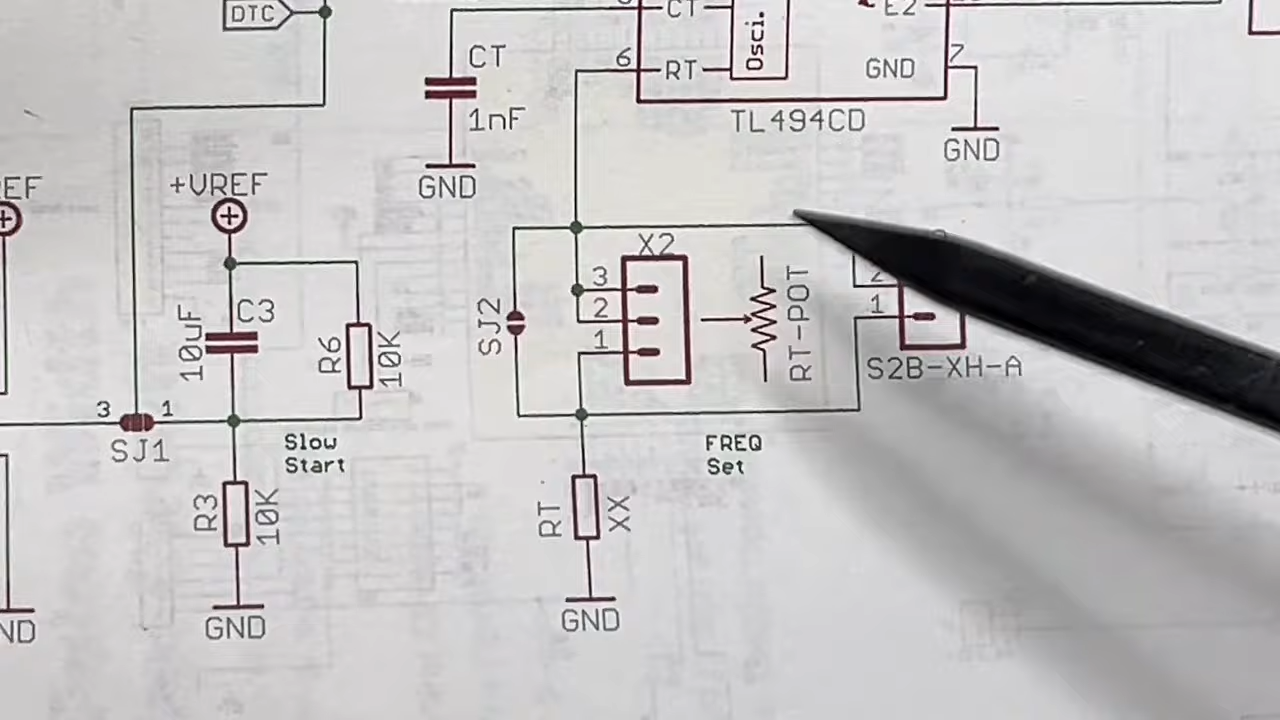 DTC
CT
E2
CT
6
RT
Osci.
GND
7
1nF
TL494CD
GND
GND
+VREF
X2
3
2
1
SJ2
RT-POT
2
1
S2B-XH-A
10uF
C3
R6
10K
3
1
SJ1
Slow
Start
FREQ
Set
R3
10K
RT
XX
GND
GND